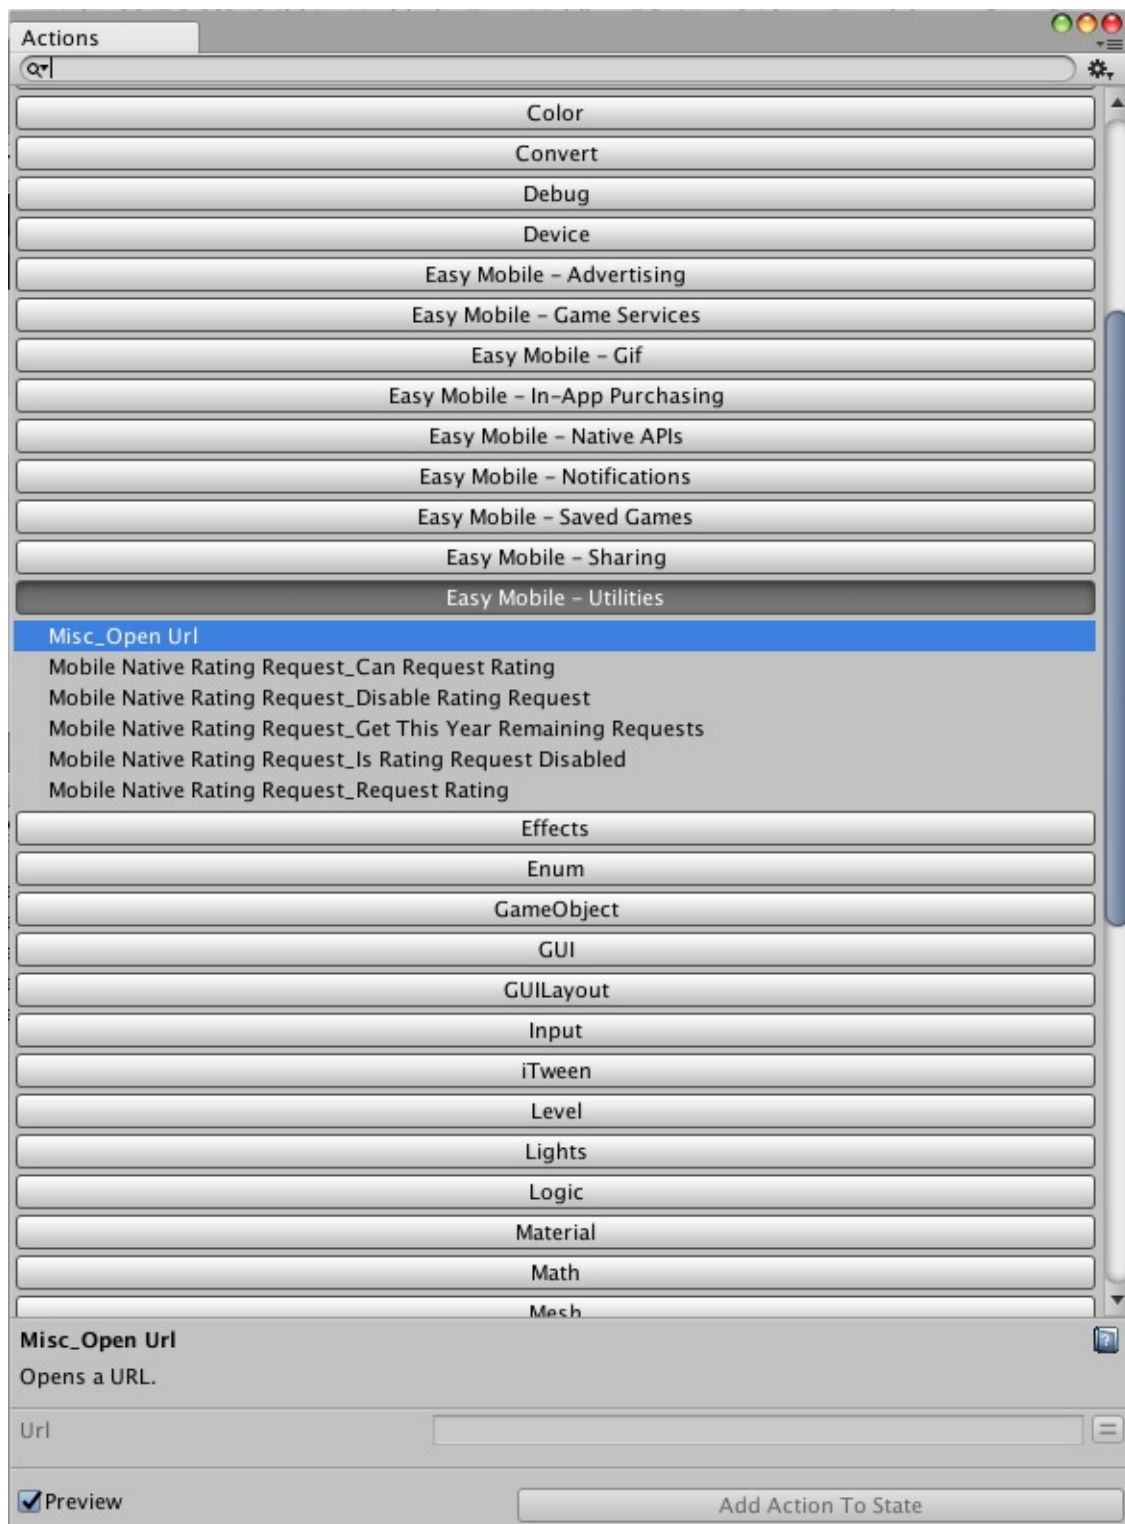 Actions
Color
Convert
Debug
Device
Easy Mobile – Advertising
Easy Mobile – Game Services
Easy Mobile – Gif
Easy Mobile – In-App Purchasing
Easy Mobile – Native APIs
Easy Mobile – Notifications
Easy Mobile – Saved Games
Easy Mobile – Sharing
Easy Mobile – Utilities
Misc_Open Url
Mobile Native Rating Request_Can Request Rating
Mobile Native Rating Request_Disable Rating Request
Mobile Native Rating Request_Get This Year Remaining Requests
Mobile Native Rating Request_Is Rating Request Disabled
Mobile Native Rating Request_Request Rating
Effects
Enum
GameObject
GUI
GUILayout
Input
iTween
Level
Lights
Logic
Material
Math
Mesh
Misc_Open Url
Opens a URL.
Url
Preview
Add Action To State